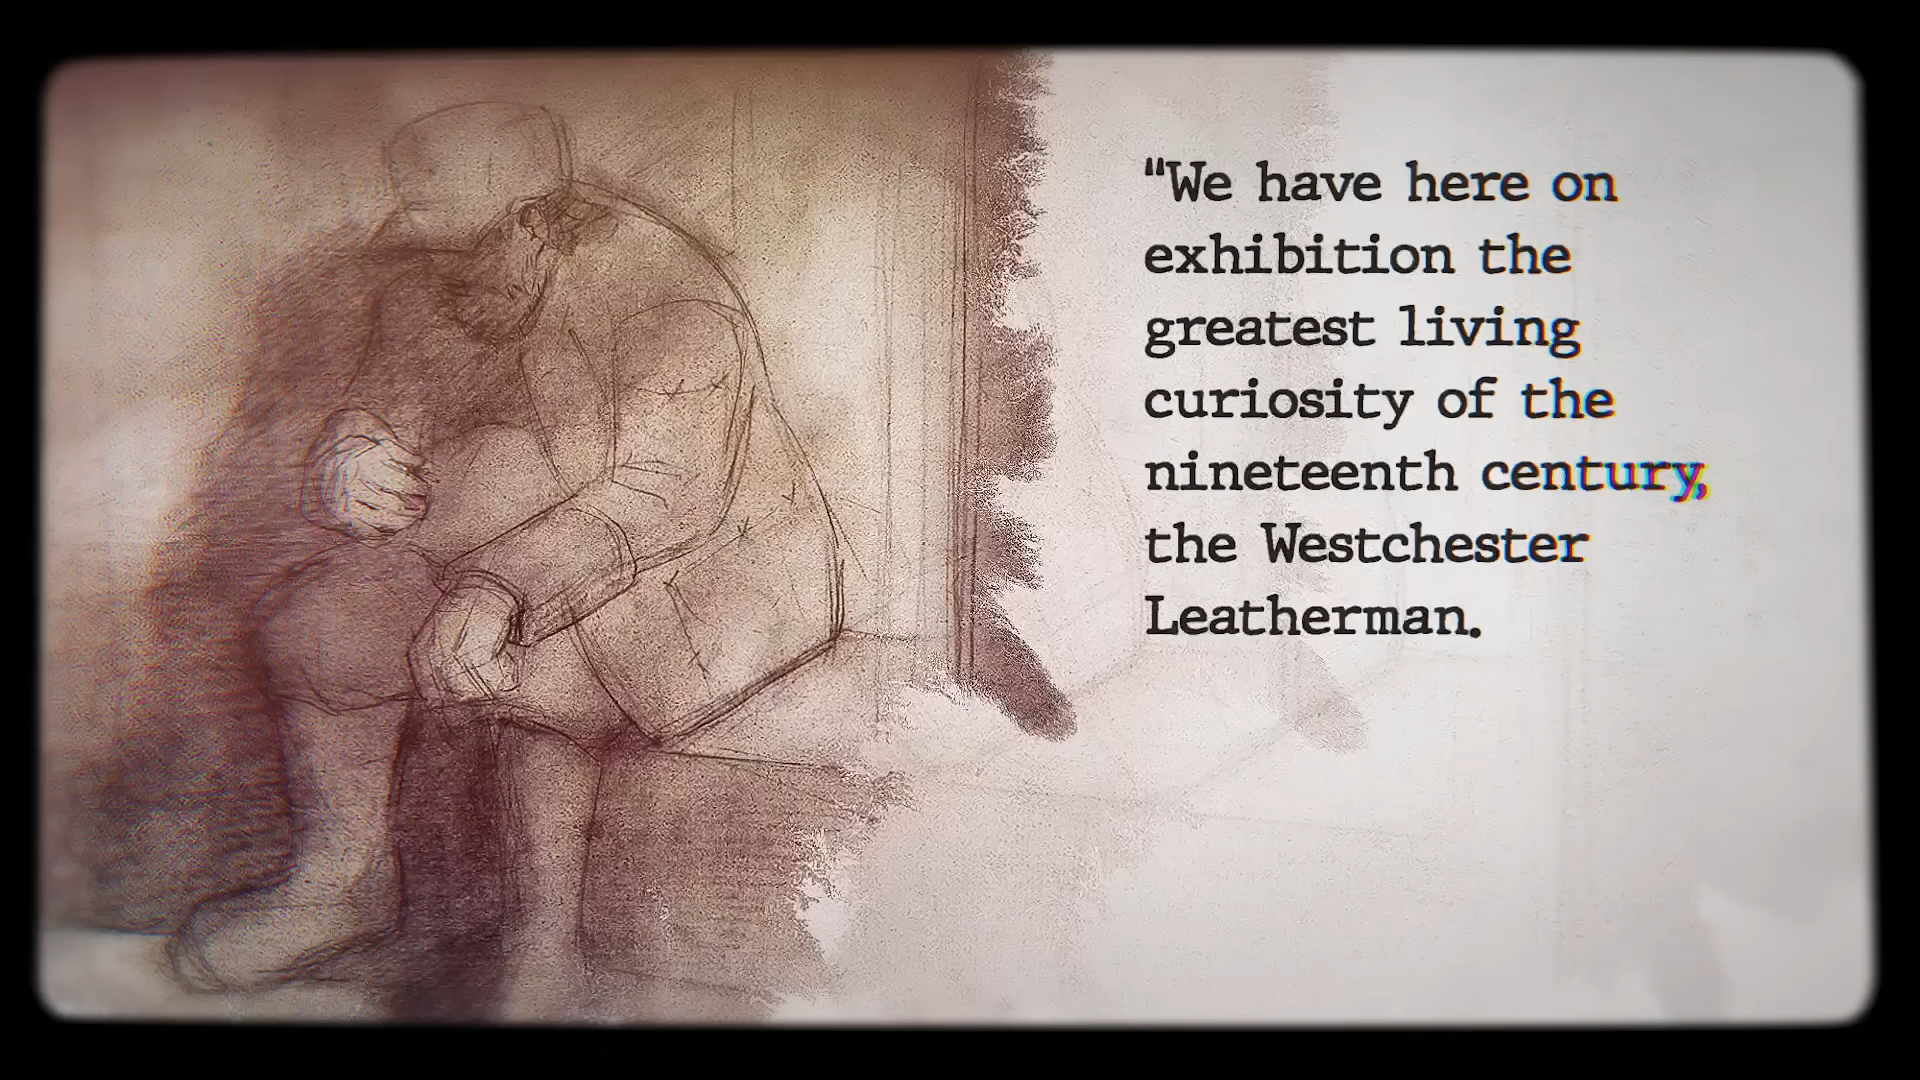 “We have here on
exhibition the
greatest living
curiosity of the
nineteenth century,
the Westchester
Leatherman.